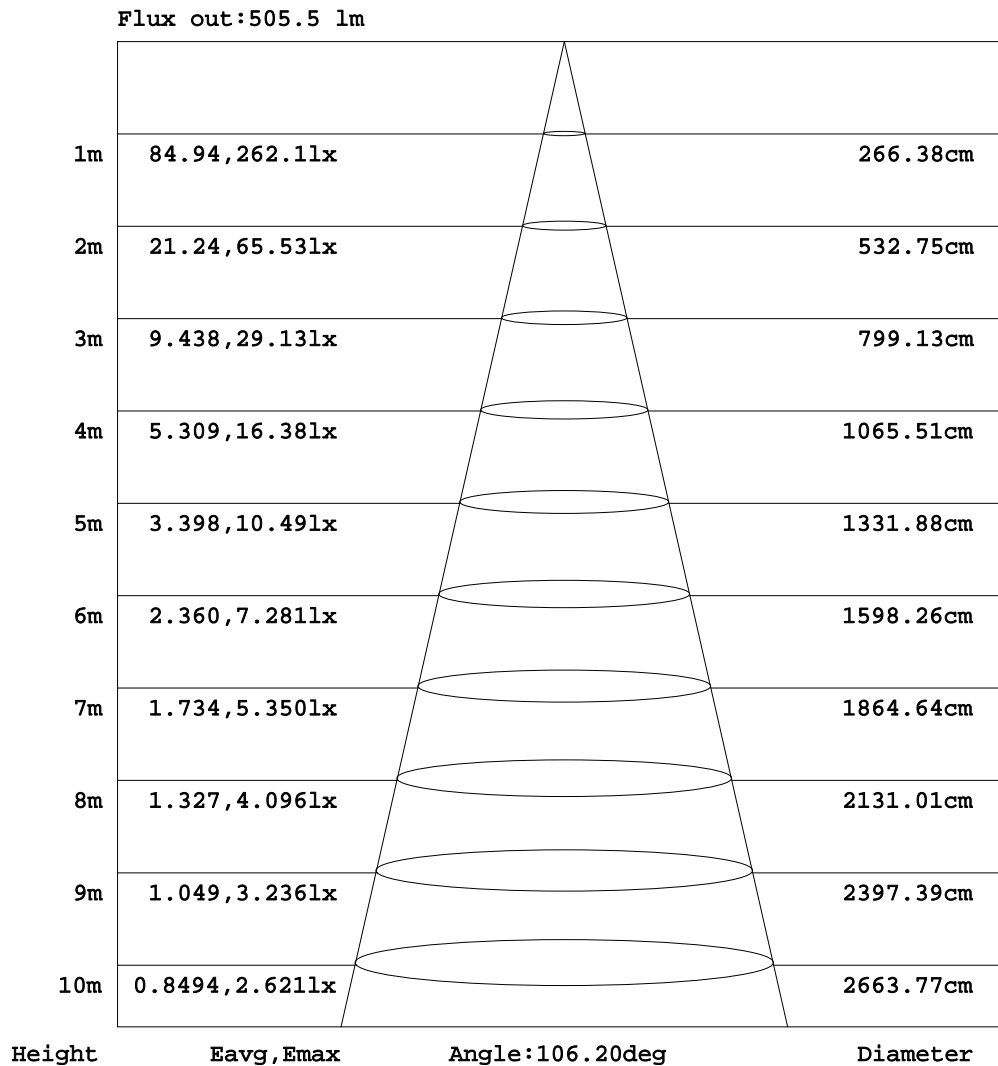 Flux out:505.5 lm
1m 84.94,262.1lx 266.38cm
2m 21.24,65.53lx 532.75cm
3m 9.438,29.13lx 799.13cm
4m 5.309,16.38lx 1065.51cm
5m 3.398,10.49lx 1331.88cm
6m 2.360,7.281lx 1598.26cm
7m 1.734,5.350lx 1864.64cm
8m 1.327,4.096lx 2131.01cm
9m 1.049,3.236lx 2397.39cm
10m 0.8494,2.621lx 2663.77cm
Height Eavg,Emax Angle:106.20deg Diameter